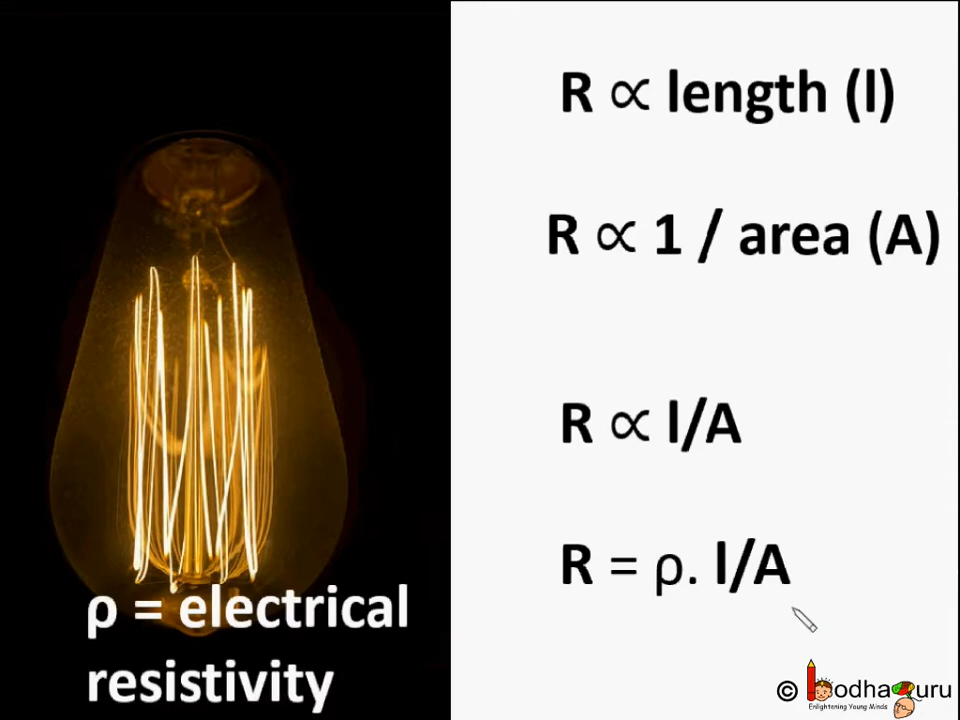 R ∝ length (l)
R ∝ 1 / area (A)
R ∝ l/A
R = ρ. l/A
ρ = electrical
resistivity
© bodhaguru
Enlightening Young Minds